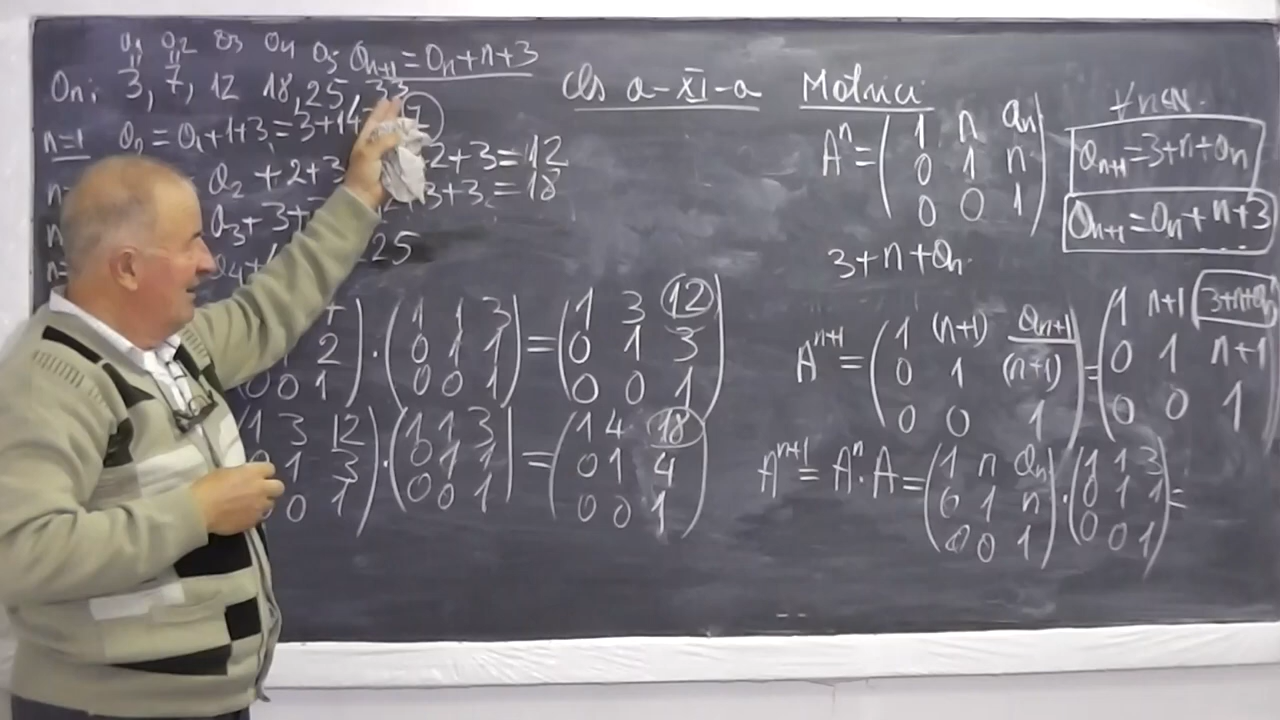 a₁ a₂ a₃ a₄ a₅ aₙ₊₁=aₙ+n+3
aₙ: 3, 7, 12 18, 25, 33
n=1 a₂=a₁+1+3=3+1+
a₂+2+3 2+3=12
a₃+3+ +3=18
25
Cls a-XI-a Matrici
Aⁿ= (1 n aₙ
0 1 n
0 0 1)
3+n+aₙ
∀n∈ℕ
aₙ₊₁=3+n+aₙ
aₙ₊₁=aₙ+n+3
2
0 0 1) · (1 1 3
0 1 1
0 0 1) = (1 3 12
0 1 3
0 0 1)
(1 3 12
0 1 3
0 1) · (1 1 3
0 1 1
0 0 1) = (1 4 18
0 1 4
0 0 1)
Aⁿ⁺¹= (1 (n+1) aₙ₊₁
0 1 (n+1)
0 0 1) = (1 n+1 3+n+aₙ
0 1 n+1
0 0 1)
Aⁿ⁺¹=Aⁿ·A= (1 n aₙ
0 1 n
0 0 1) · (1 1 3
0 1 1
0 0 1) =